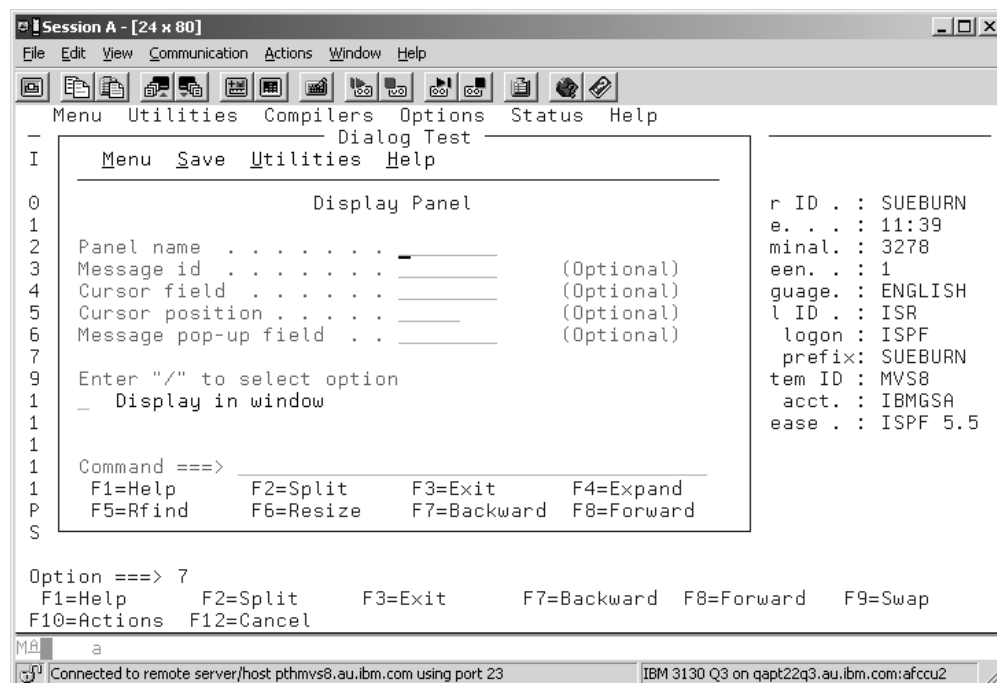 Session A - [24 x 80]
File Edit View Communication Actions Window Help
Menu Utilities Compilers Options Status Help
Dialog Test
I Menu Save Utilities Help
0 Display Panel r ID . : SUEBURN
1 e. . . : 11:39
2 Panel name . . . . . . . minal. : 3278
3 Message id . . . . . . . (Optional) een. . : 1
4 Cursor field . . . . . . (Optional) guage. : ENGLISH
5 Cursor position . . . . . (Optional) l ID . : ISR
6 Message pop-up field . . (Optional) logon : ISPF
7 prefix: SUEBURN
9 Enter "/" to select option tem ID : MVS8
1 _ Display in window acct. : IBMGSA
1 ease . : ISPF 5.5
1
1 Command ===>
1 F1=Help F2=Split F3=Exit F4=Expand
P F5=Rfind F6=Resize F7=Backward F8=Forward
S
Option ===> 7
F1=Help F2=Split F3=Exit F7=Backward F8=Forward F9=Swap
F10=Actions F12=Cancel
MA a
Connected to remote server/host pthmvs8.au.ibm.com using port 23 IBM 3130 Q3 on qapt22q3.au.ibm.com:afccu2